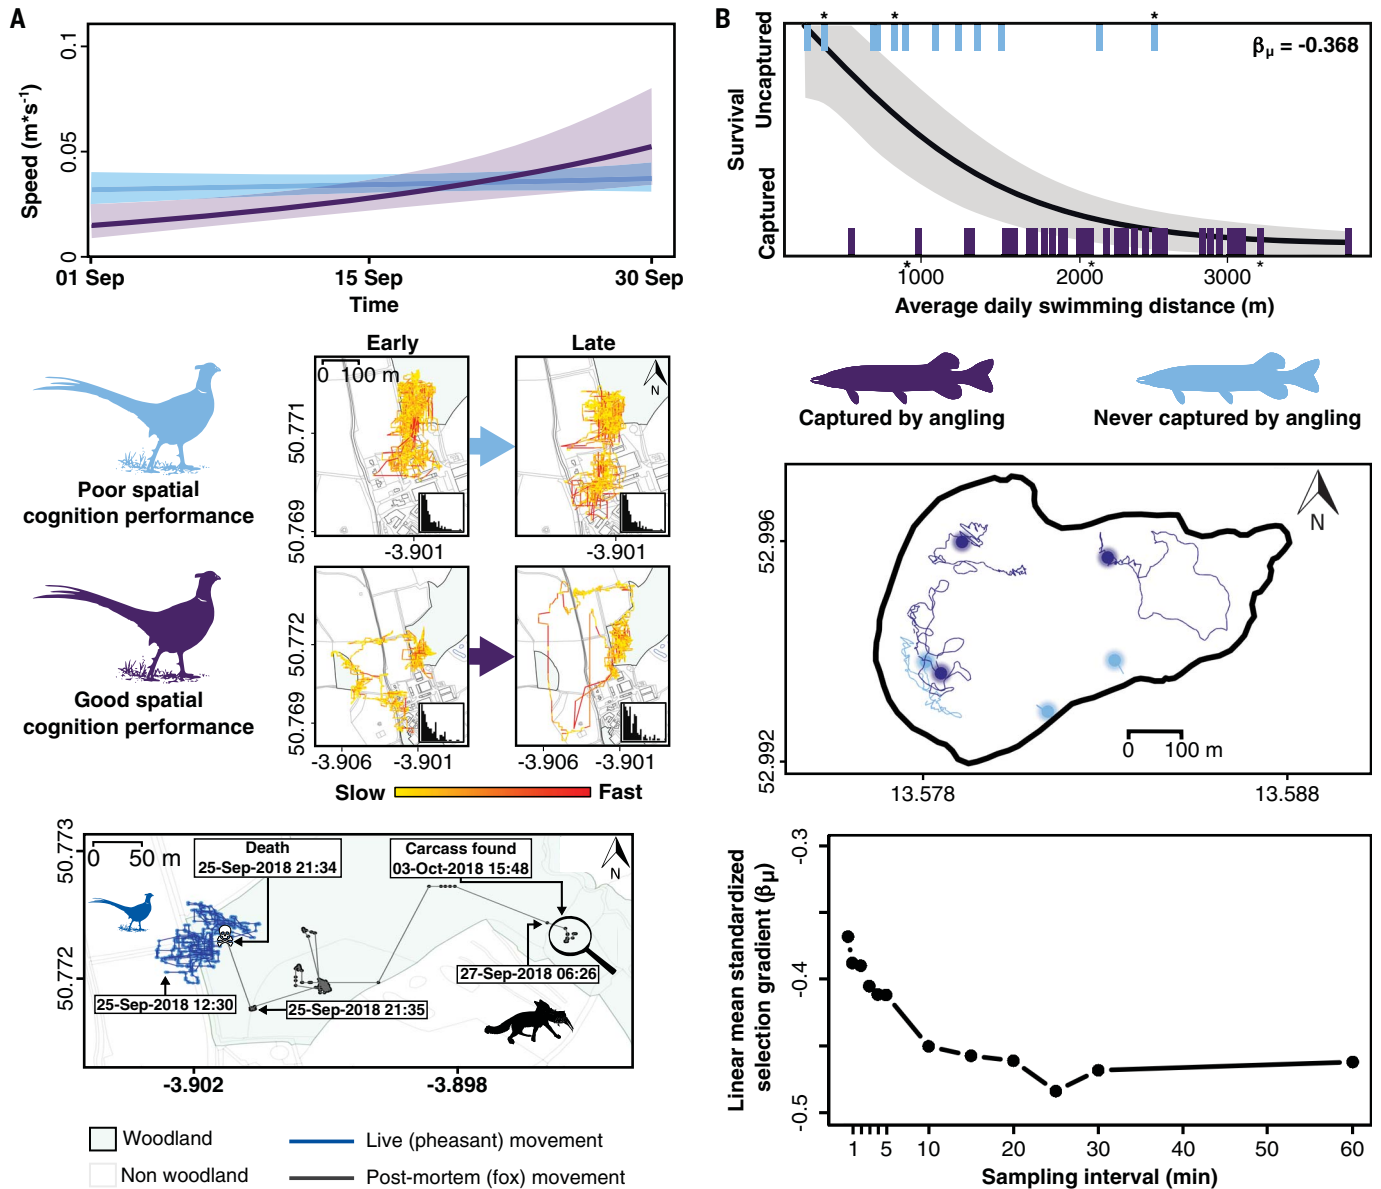 A
Speed (m*s-1)
0.1
0.05
0
01 Sep
15 Sep
30 Sep
Time
Early
Late
0 100 m
N
50.771
50.769
-3.901
-3.901
Poor spatial
cognition performance
50.772
50.769
-3.906
-3.901
-3.906
-3.901
Good spatial
cognition performance
Slow
Fast
50.773
50.772
0 50 m
Death
25-Sep-2018 21:34
Carcass found
03-Oct-2018 15:48
N
27-Sep-2018 06:26
25-Sep-2018 12:30
25-Sep-2018 21:35
-3.902
-3.898
Woodland
Live (pheasant) movement
Non woodland
Post-mortem (fox) movement
B
Survival
Captured
Uncaptured
* * *
βμ = -0.368
* * *
1000
2000
3000
Average daily swimming distance (m)
Captured by angling
Never captured by angling
52.996
52.992
N
0 100 m
13.578
13.588
Linear mean standardized
selection gradient (βμ)
-0.3
-0.4
-0.5
1
5
10
20
30
40
50
60
Sampling interval (min)